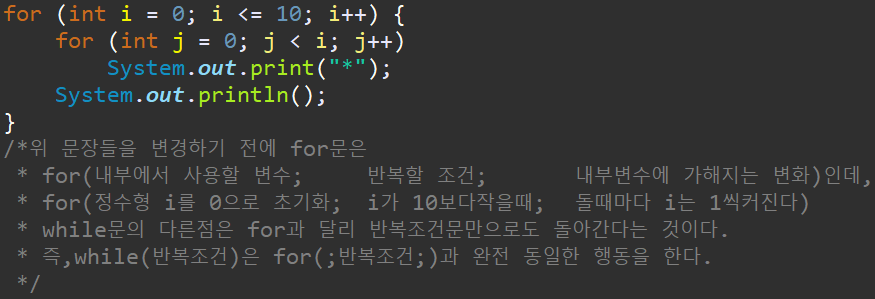 for (int i = 0; i <= 10; i++) {
    for (int j = 0; j < i; j++)
        System.out.print("*");
    System.out.println();
}
/*위 문장들을 변경하기 전에 for문은
 * for(내부에서 사용할 변수;     반복할 조건;       내부변수에 가해지는 변화)인데,
 * for(정수형 i를 0으로 초기화;  i가 10보다작을때;  돌때마다 i는 1씩커진다)
 * while문의 다른점은 for과 달리 반복조건문만으로도 돌아간다는 것이다.
 * 즉,while(반복조건)은 for(;반복조건;)과 완전 동일한 행동을 한다.
 */